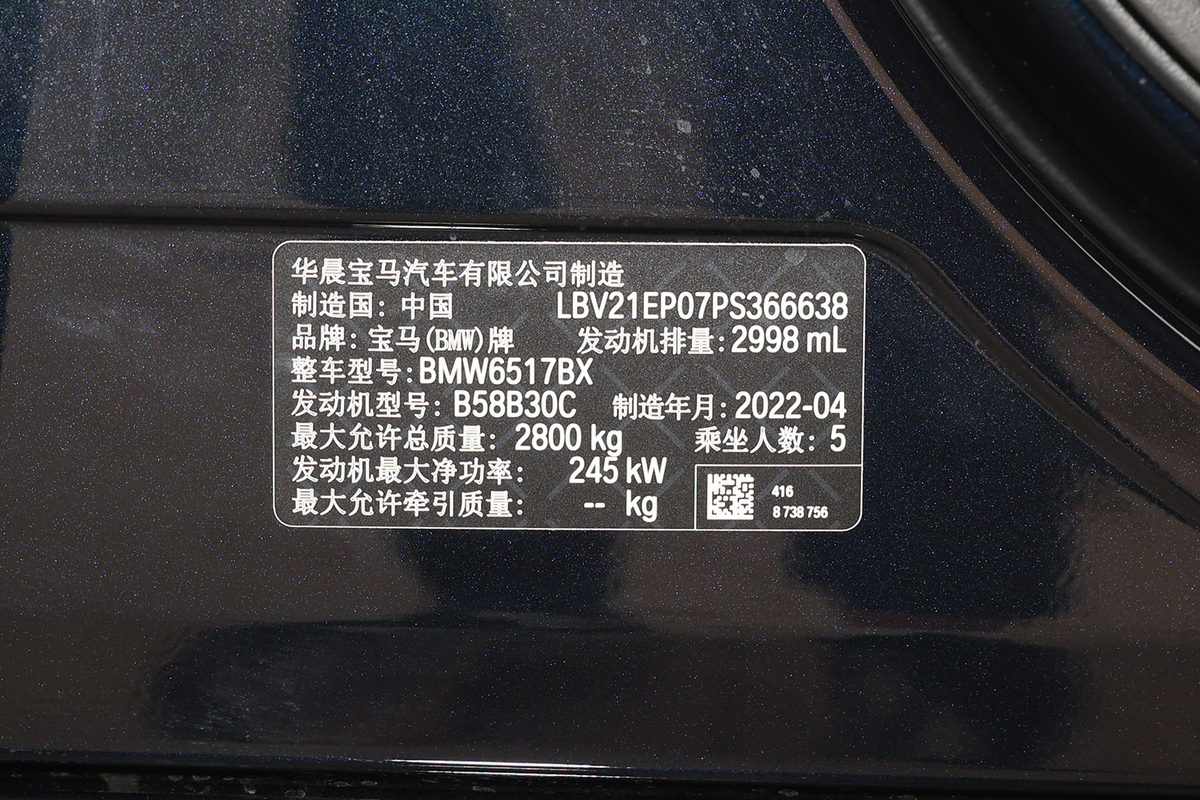 华晨宝马汽车有限公司制造
制造国：中国 LBV21EP07PS366638
品牌：宝马(BMW)牌 发动机排量：2998 mL
整车型号：BMW6517BX
发动机型号：B58B30C 制造年月：2022-04
最大允许总质量：2800 kg 乘坐人数：5
发动机最大净功率：245 kW
最大允许牵引质量：-- kg
416
8 738 756